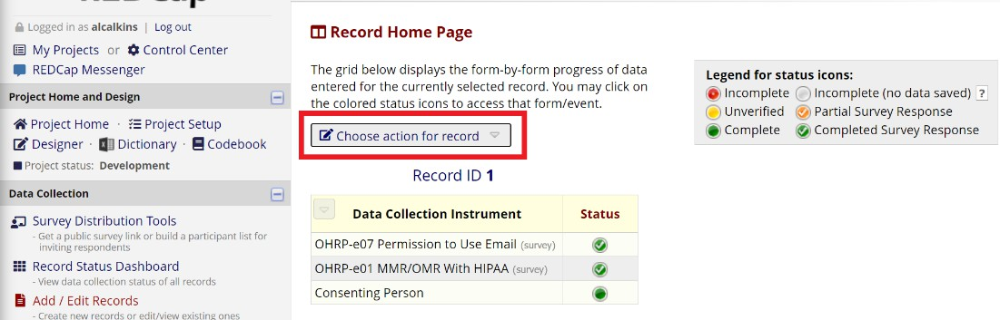 Logged in as alcalkins | Log out
My Projects or Control Center
REDCap Messenger
Project Home and Design
Project Home · Project Setup
Designer · Dictionary · Codebook
Project status: Development
Data Collection
Survey Distribution Tools
- Get a public survey link or build a participant list for
inviting respondents
Record Status Dashboard
- View data collection status of all records
Add / Edit Records
- Create new records or edit/view existing ones
Record Home Page
The grid below displays the form-by-form progress of data
entered for the currently selected record. You may click on
the colored status icons to access that form/event.
Choose action for record
Legend for status icons:
Incomplete Incomplete (no data saved) ?
Unverified Partial Survey Response
Complete Completed Survey Response
Record ID 1
Data Collection Instrument Status
OHRP-e07 Permission to Use Email (survey)
OHRP-e01 MMR/OMR With HIPAA (survey)
Consenting Person